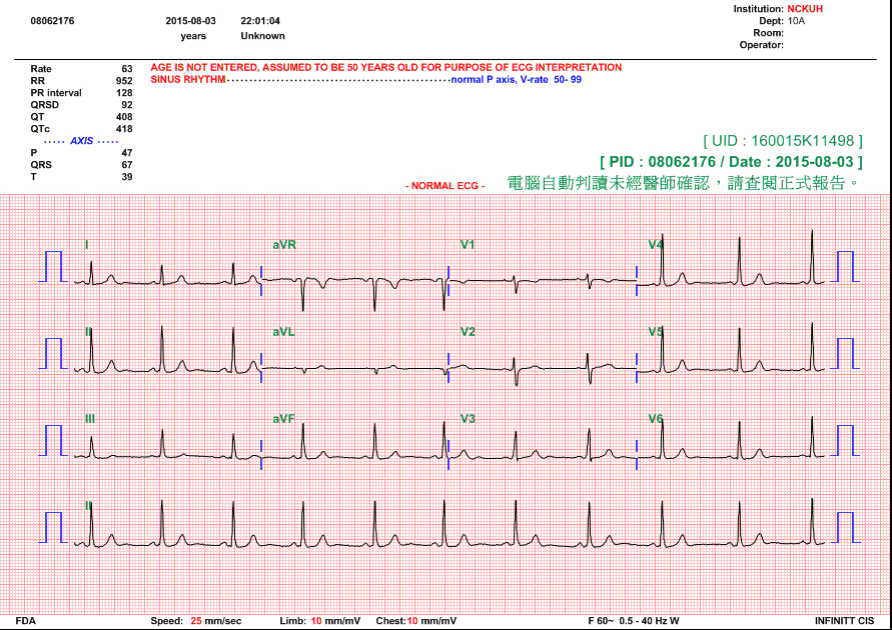 Institution: NCKUH
08062176 2015-08-03 22:01:04 Dept: 10A
years Unknown Room:
Operator:
Rate 63 AGE IS NOT ENTERED, ASSUMED TO BE 50 YEARS OLD FOR PURPOSE OF ECG INTERPRETATION
RR 952 SINUS RHYTHM--------------------------------------------------normal P axis, V-rate 50- 99
PR interval 128
QRSD 92
QT 408
QTc 418
----- AXIS -----
[ UID : 160015K11498 ]
P 47
QRS 67 [ PID : 08062176 / Date : 2015-08-03 ]
T 39
- NORMAL ECG - 電腦自動判讀未經醫師確認，請查閱正式報告。
I aVR V1 V4
II aVL V2 V5
III aVF V3 V6
II
FDA Speed: 25 mm/sec Limb: 10 mm/mV Chest:10 mm/mV F 60~ 0.5 - 40 Hz W INFINITT CIS